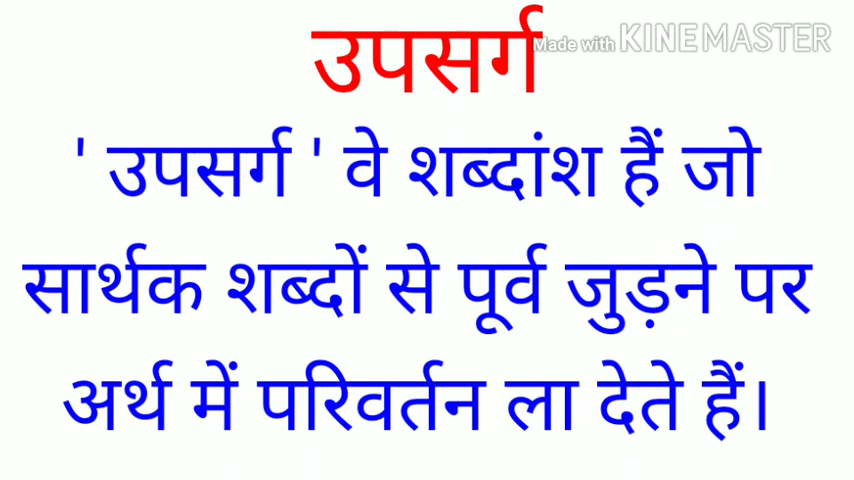 उपसर्ग
Made with KINEMASTER
' उपसर्ग ' वे शब्दांश हैं जो
सार्थक शब्दों से पूर्व जुड़ने पर
अर्थ में परिवर्तन ला देते हैं।